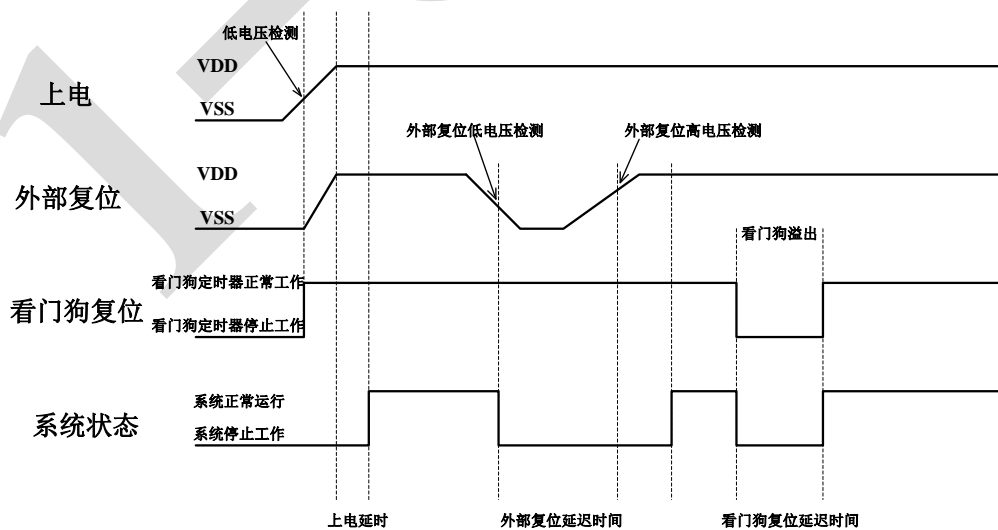 低电压检测
VDD
上电
VSS
外部复位低电压检测
外部复位高电压检测
VDD
外部复位
VSS
看门狗溢出
看门狗定时器正常工作
看门狗复位
看门狗定时器停止工作
系统正常运行
系统状态
系统停止工作
上电延时
外部复位延迟时间
看门狗复位延迟时间